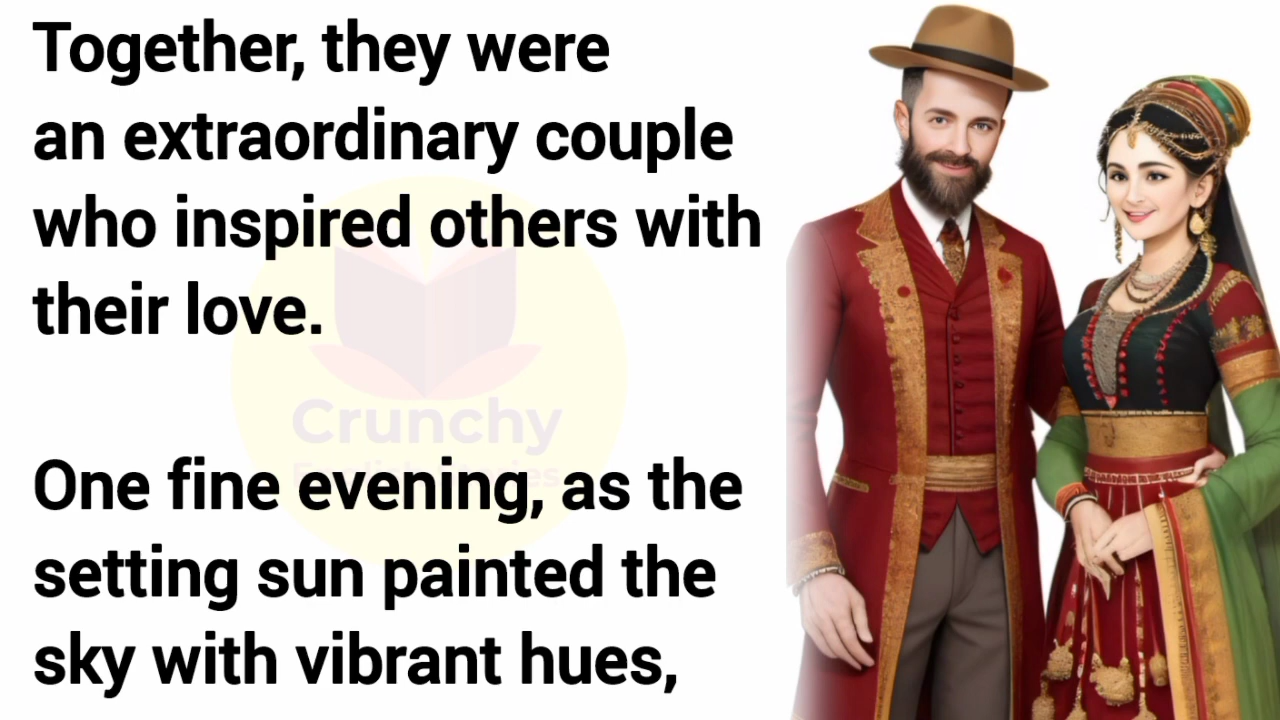 Together, they were
an extraordinary couple
who inspired others with
their love.
Crunchy
One fine evening, as the
setting sun painted the
sky with vibrant hues,